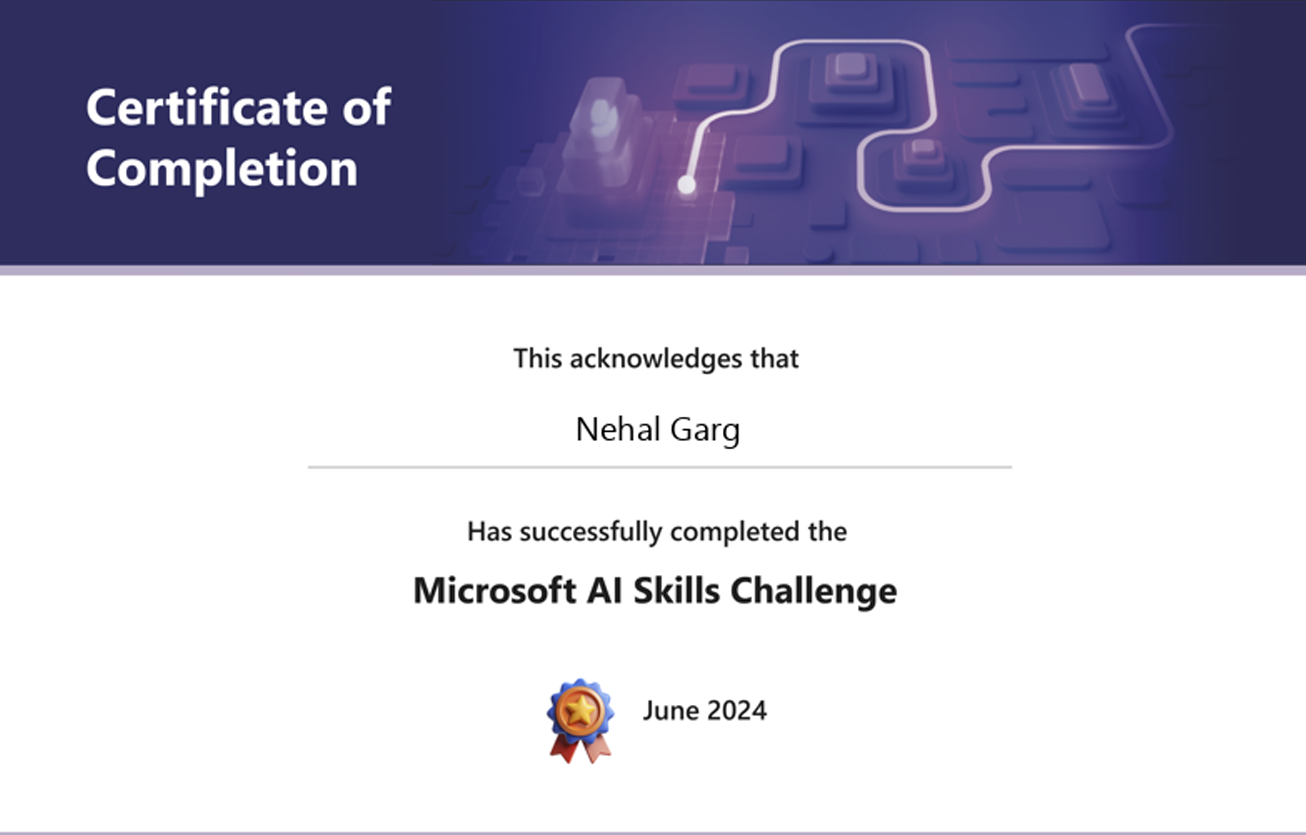 Certificate of
Completion
This acknowledges that
Nehal Garg
Has successfully completed the
Microsoft AI Skills Challenge
June 2024